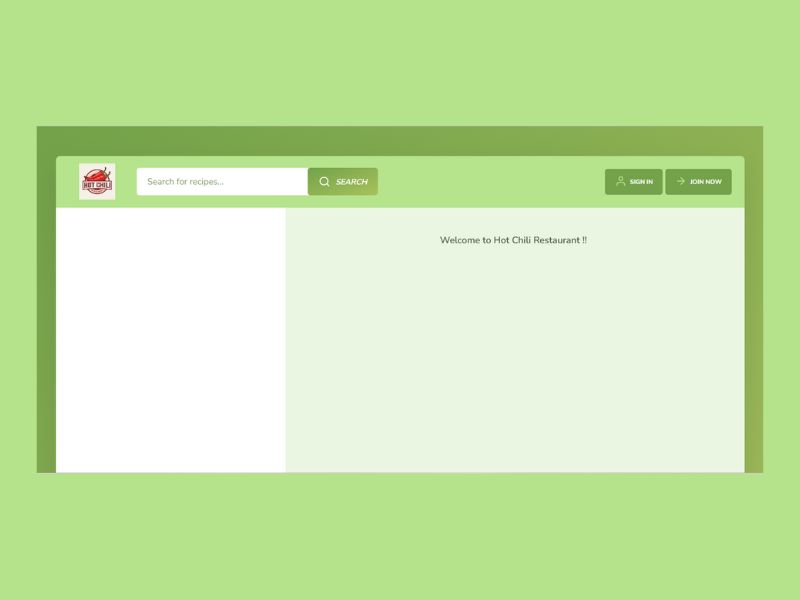 HOT CHILI
Search for recipes...
SEARCH
SIGN IN
JOIN NOW
Welcome to Hot Chili Restaurant !!